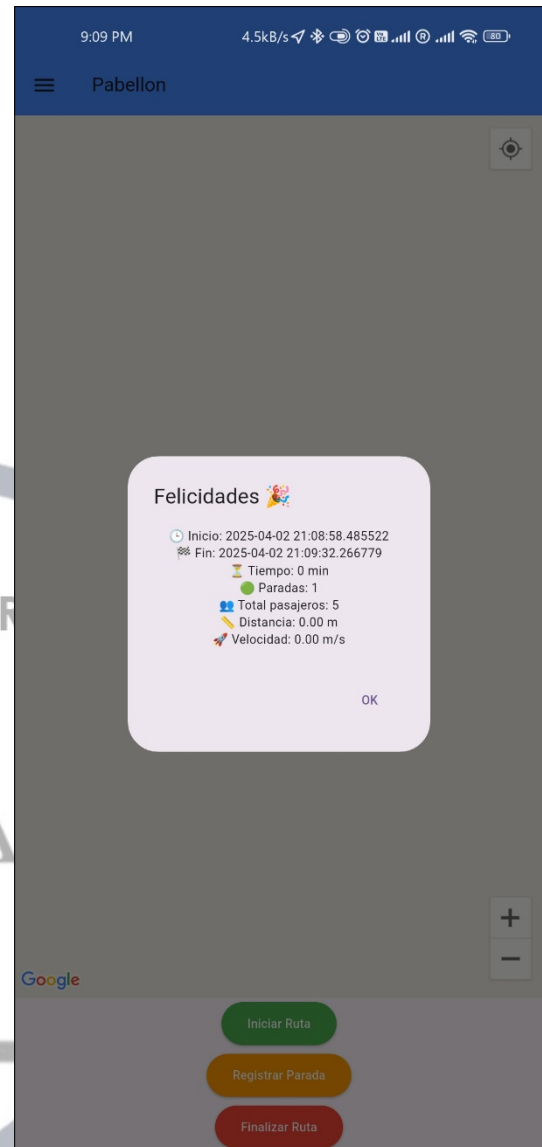 9:09 PM 4.5kB/s 80
Pabellon
Felicidades 🎉
🕒 Inicio: 2025-04-02 21:08:58.485522
🏁 Fin: 2025-04-02 21:09:32.266779
⏳ Tiempo: 0 min
🟢 Paradas: 1
👥 Total pasajeros: 5
📏 Distancia: 0.00 m
🚀 Velocidad: 0.00 m/s
OK
Google
Iniciar Ruta
Registrar Parada
Finalizar Ruta